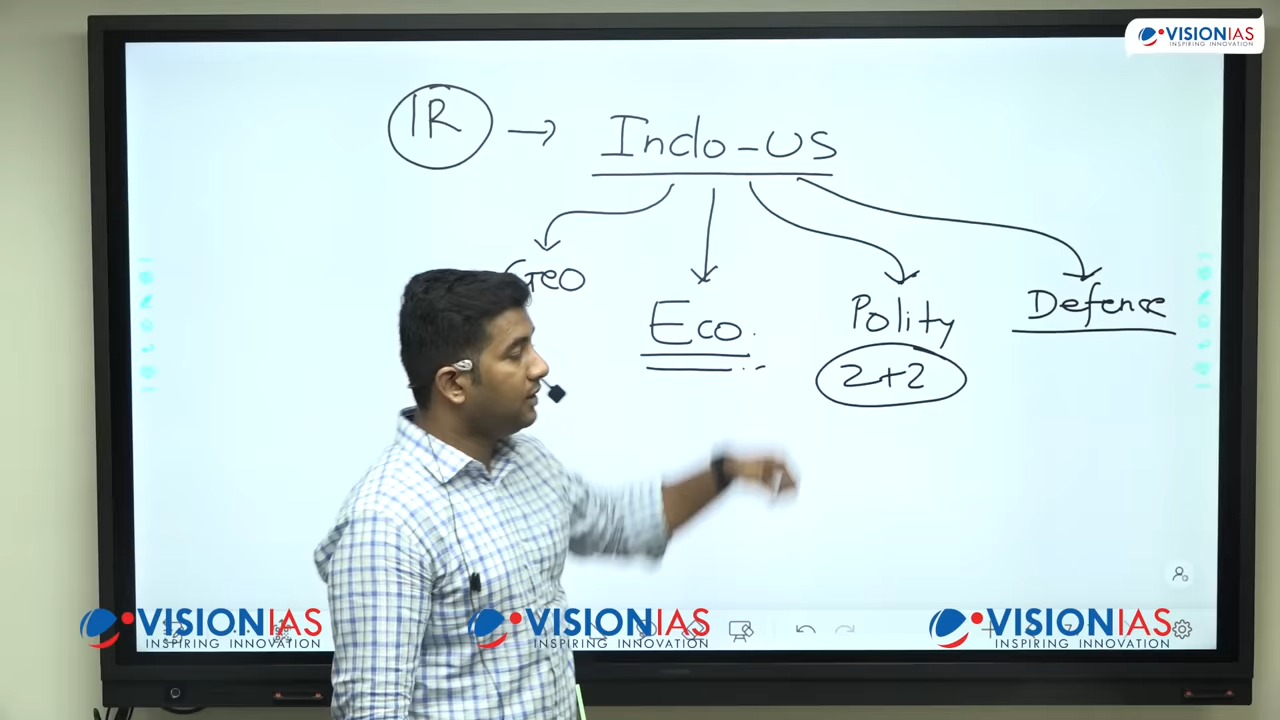 VISIONIAS
INSPIRING INNOVATION
IR → Indo-US
Geo
Eco.
Polity
Defense
2+2
VISIONIAS
INSPIRING INNOVATION
VISIONIAS
INSPIRING INNOVATION
VISIONIAS
INSPIRING INNOVATION